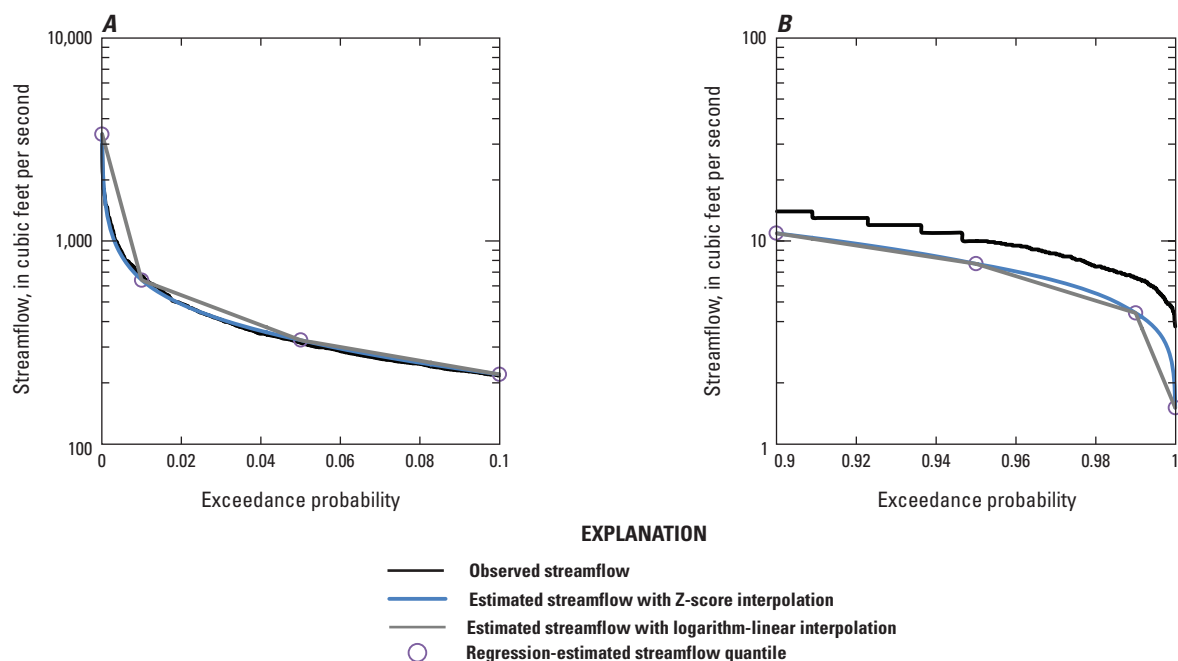 A
10,000
1,000
100
0
0.02
0.04
0.06
0.08
0.1
Streamflow, in cubic feet per second
Exceedance probability
B
100
10
1
0.9
0.92
0.94
0.96
0.98
1
Streamflow, in cubic feet per second
Exceedance probability
EXPLANATION
Observed streamflow
Estimated streamflow with Z-score interpolation
Estimated streamflow with logarithm-linear interpolation
Regression-estimated streamflow quantile